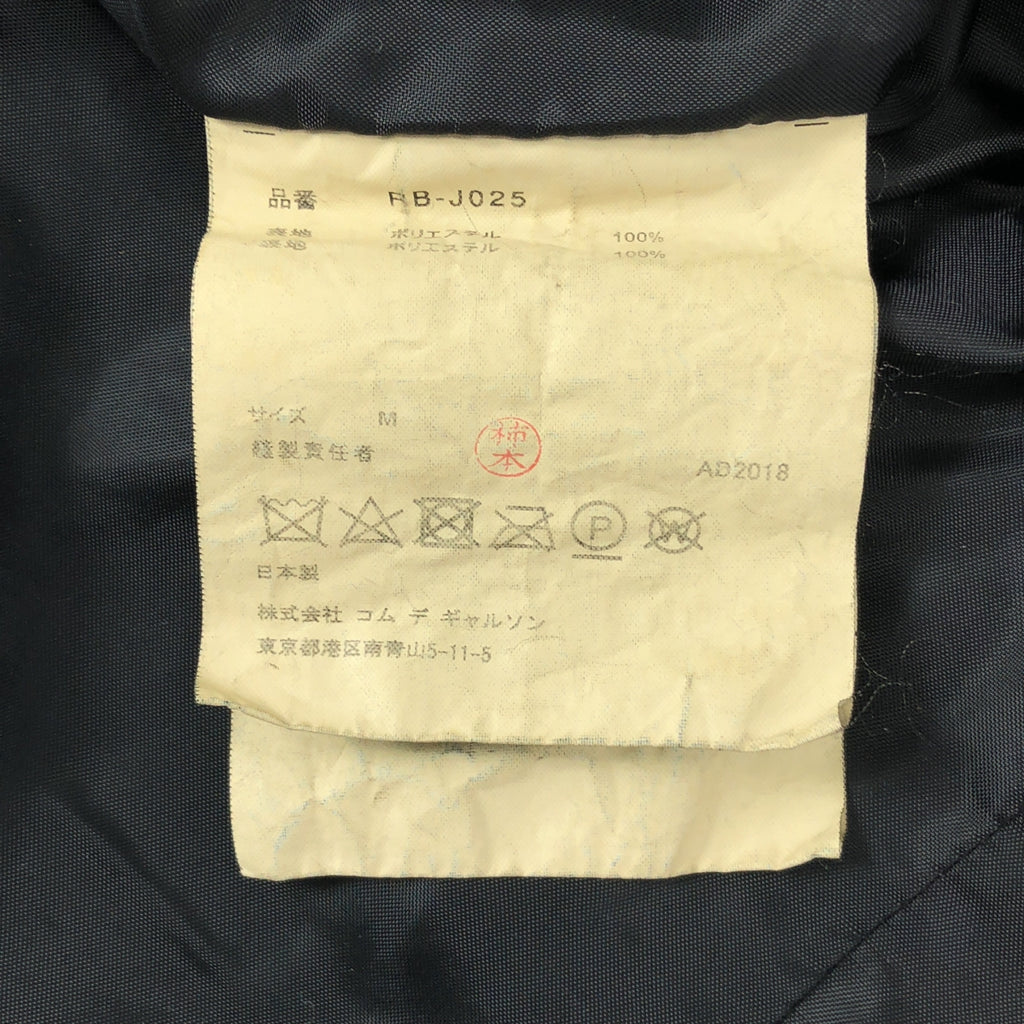 品番 RB-J025
表地 ポリエステル 100%
裏地 ポリエステル 100%
サイズ M
縫製責任者 柿本
AD2018
P
W
日本製
株式会社 コム デ ギャルソン
東京都港区南青山5-11-5